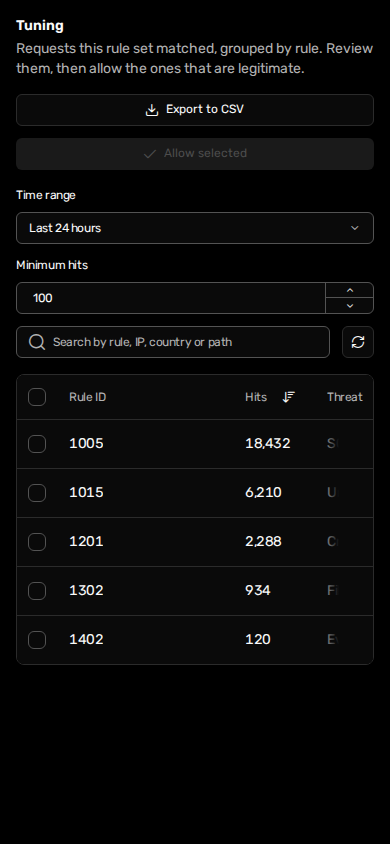 Tuning
Requests this rule set matched, grouped by rule. Review
them, then allow the ones that are legitimate.
Export to CSV
Allow selected
Time range
Last 24 hours
Minimum hits
100
Search by rule, IP, country or path
Rule ID Hits Threat
1005 18,432
1015 6,210
1201 2,288
1302 934
1402 120